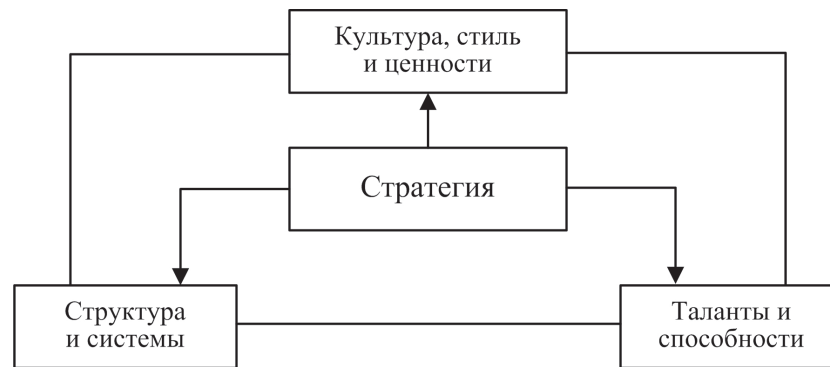 Культура, стиль
и ценности
Стратегия
Структура
и системы
Таланты и
способности